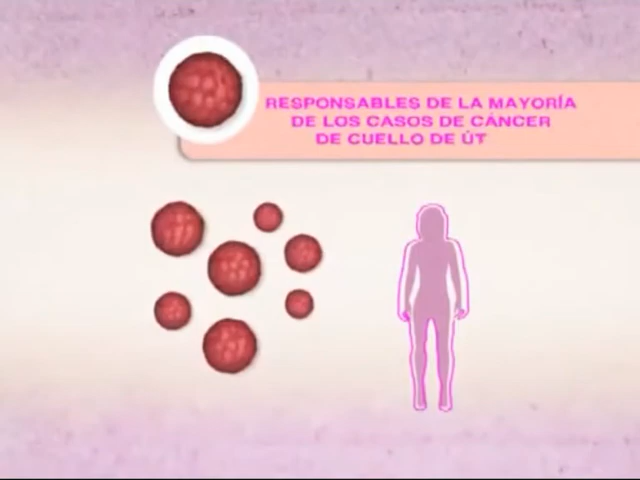 RESPONSABLES DE LA MAYORÍA
DE LOS CASOS DE CÁNCER
DE CUELLO DE ÚT